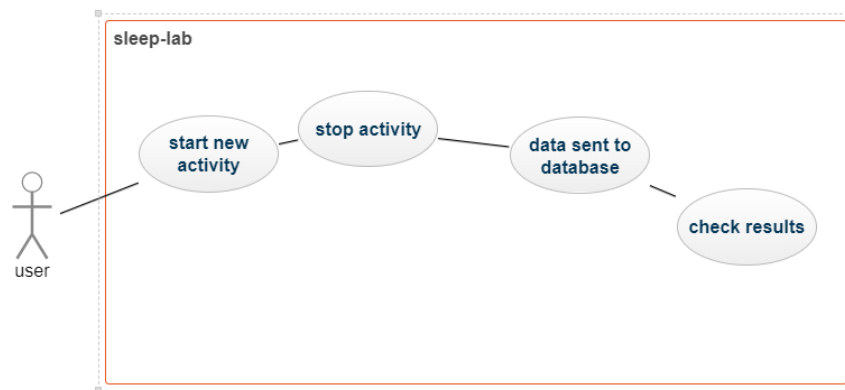 sleep-lab
start new
activity
stop activity
data sent to
database
check results
user